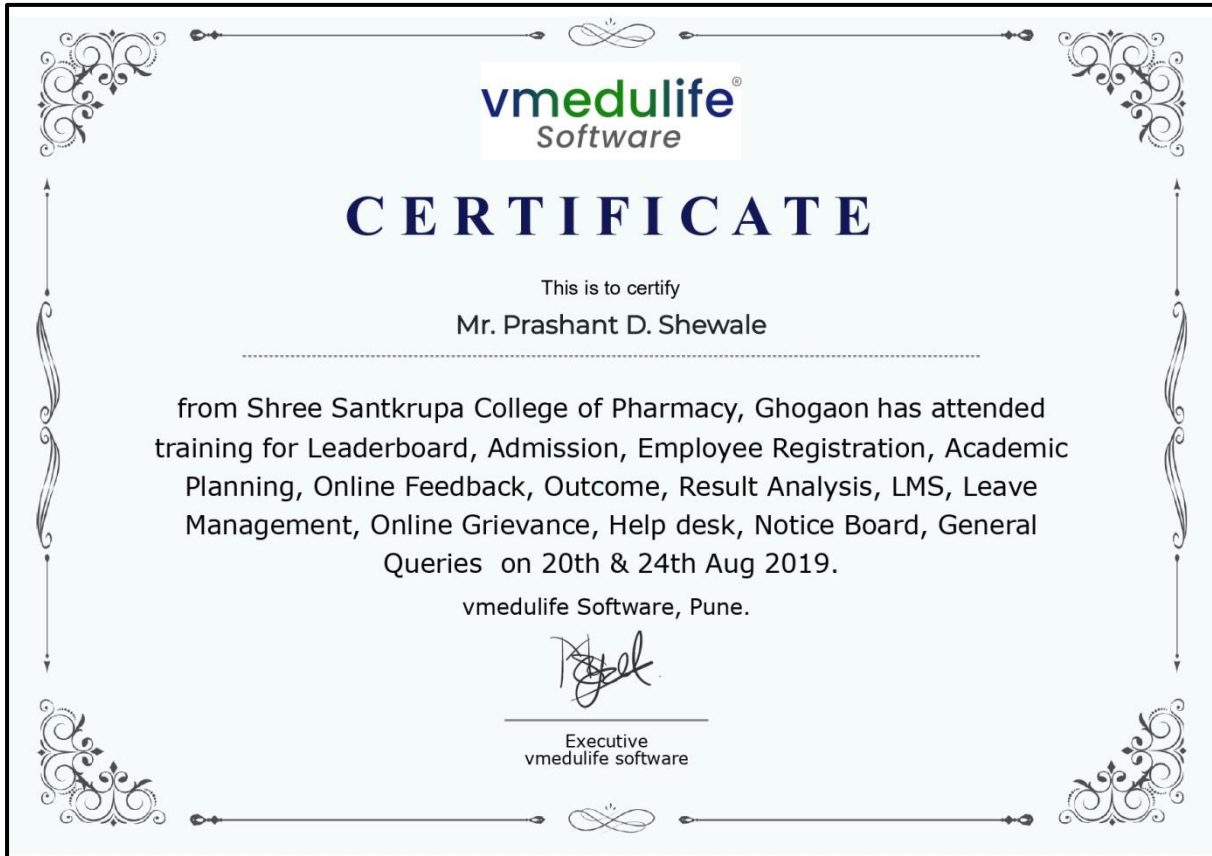 vmedulife®
Software
CERTIFICATE
This is to certify
Mr. Prashant D. Shewale
from Shree Santkrupa College of Pharmacy, Ghogaon has attended
training for Leaderboard, Admission, Employee Registration, Academic
Planning, Online Feedback, Outcome, Result Analysis, LMS, Leave
Management, Online Grievance, Help desk, Notice Board, General
Queries on 20th & 24th Aug 2019.
vmedulife Software, Pune.
Executive
vmedulife software